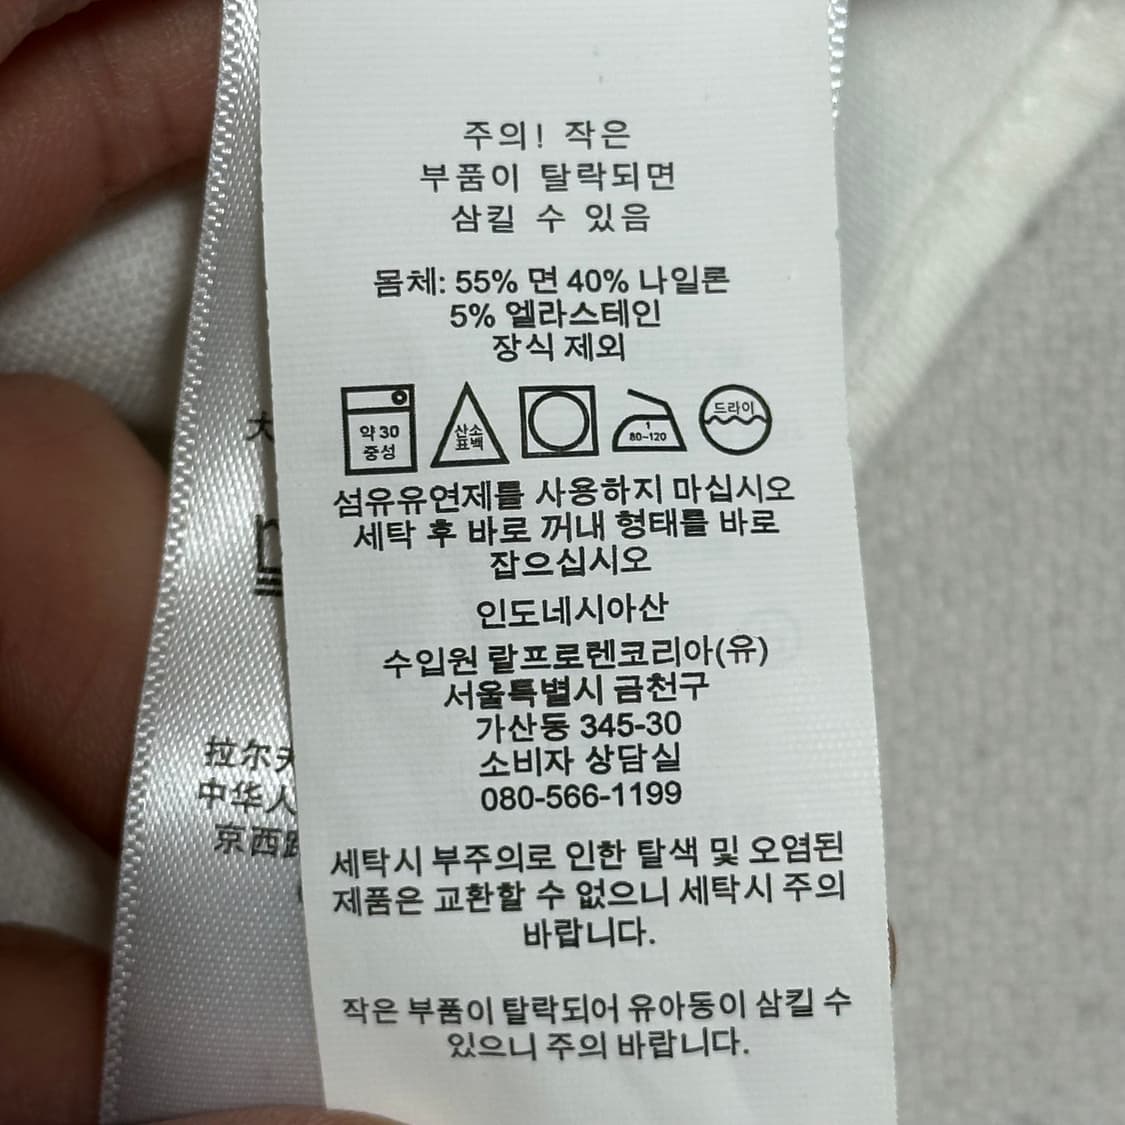 주의! 작은
부품이 탈락되면
삼킬 수 있음
몸체: 55% 면 40% 나일론
5% 엘라스테인
장식 제외
약 30
중성
산소
표백
1
80~120
드라이
섬유유연제를 사용하지 마십시오
세탁 후 바로 꺼내 형태를 바로
잡으십시오
인도네시아산
수입원 랄프로렌코리아(유)
서울특별시 금천구
가산동 345-30
소비자 상담실
080-566-1199
세탁시 부주의로 인한 탈색 및 오염된
제품은 교환할 수 없으니 세탁시 주의
바랍니다.
작은 부품이 탈락되어 유아동이 삼킬 수
있으니 주의 바랍니다.
拉尔夫
中华人
京西路